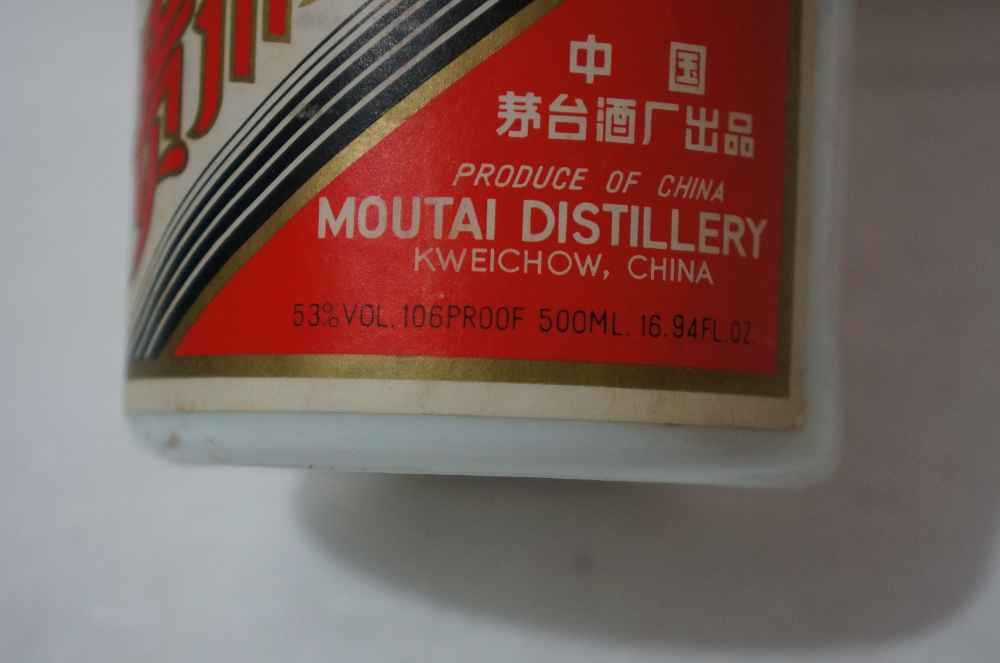 中国
茅台酒厂出品
PRODUCE OF CHINA
MOUTAI DISTILLERY
KWEICHOW, CHINA
53%VOL. 106PROOF 500ML. 16.94FL.OZ.